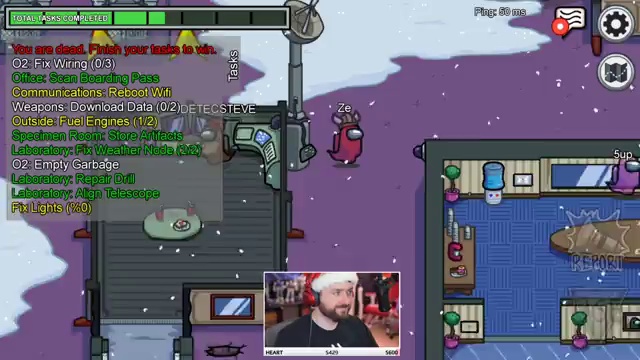 TOTAL TASKS COMPLETED
Ping: 50 ms
You are dead. Finish your tasks to win.
O2: Fix Wiring (0/3)
Office: Scan Boarding Pass
Communications: Reboot Wifi
Weapons: Download Data (0/2)
Outside: Fuel Engines (1/2)
Specimen Room: Store Artifacts
Laboratory: Fix Weather Node (2/2)
O2: Empty Garbage
Laboratory: Repair Drill
Laboratory: Align Telescope
Fix Lights (%0)
Tasks
DETECSTEVE
Ze
5up
REPORT
HEART 5429 5600